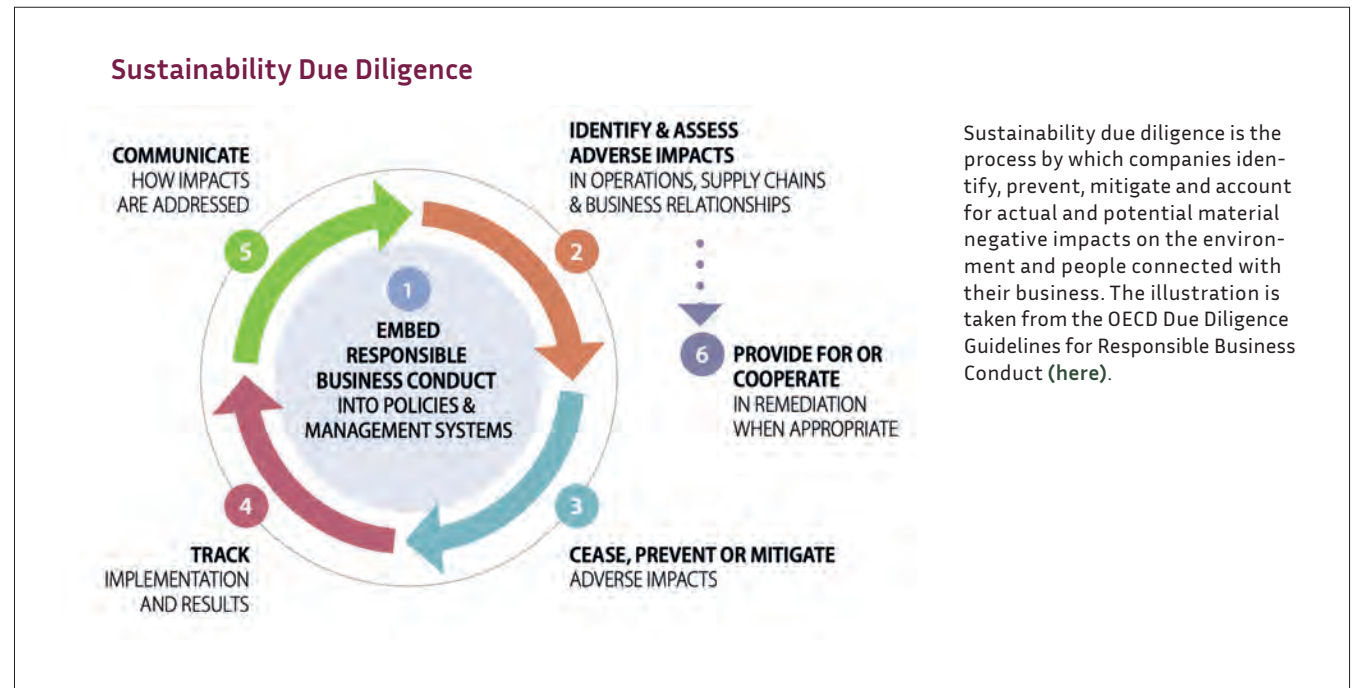 Sustainability Due Diligence
COMMUNICATE
HOW IMPACTS
ARE ADDRESSED
5
IDENTIFY & ASSESS
ADVERSE IMPACTS
IN OPERATIONS, SUPPLY CHAINS
& BUSINESS RELATIONSHIPS
2
1
EMBED
RESPONSIBLE
BUSINESS CONDUCT
INTO POLICIES &
MANAGEMENT SYSTEMS
6
PROVIDE FOR OR
COOPERATE
IN REMEDIATION
WHEN APPROPRIATE
4
TRACK
IMPLEMENTATION
AND RESULTS
3
CEASE, PREVENT OR MITIGATE
ADVERSE IMPACTS
Sustainability due diligence is the
process by which companies iden-
tify, prevent, mitigate and account
for actual and potential material
negative impacts on the environ-
ment and people connected with
their business. The illustration is
taken from the OECD Due Diligence
Guidelines for Responsible Business
Conduct (here).